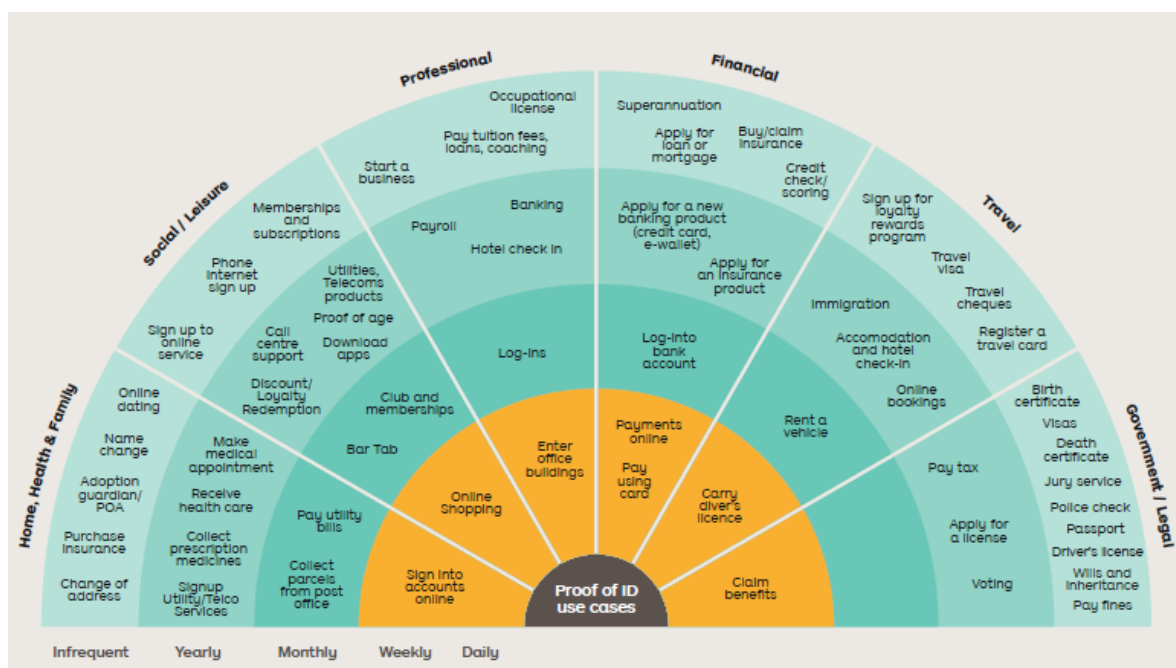 Professional
Financial
Social / Leisure
Travel
Home, Health & Family
Government / Legal
Occupational
license
Pay tuition fees,
loans, coaching
Start a
business
Banking
Payroll
Hotel check in
Log-ins
Enter
office
buildings
Superannuation
Apply for
loan or
mortgage
Buy/claim
insurance
Credit
check/
scoring
Apply for a new
banking product
(credit card,
e-wallet)
Apply for
an insurance
product
Log-into
bank
account
Payments
online
Pay
using
card
Memberships
and
subscriptions
Phone
internet
sign up
Sign up to
online
service
Utilities,
Telecoms
products
Proof of age
Call
centre
support
Download
apps
Discount/
Loyalty
Redemption
Club and
memberships
Bar Tab
Online
Shopping
Sign up for
loyalty
rewards
program
Travel
visa
Travel
cheques
Register a
travel card
Immigration
Accomodation
and hotel
check-in
Online
bookings
Rent a
vehicle
Carry
diver's
licence
Online
dating
Name
change
Adoption
guardian/
POA
Purchase
insurance
Change of
address
Make
medical
appointment
Receive
health care
Collect
prescription
medicines
Signup
Utility/Telco
Services
Pay utility
bills
Collect
parcels
from post
office
Sign into
accounts
online
Birth
certificate
Visas
Death
certificate
Jury service
Police check
Passport
Driver's license
Wills and
inheritance
Pay fines
Pay tax
Apply for
a license
Voting
Claim
benefits
Proof of ID
use cases
Infrequent
Yearly
Monthly
Weekly
Daily